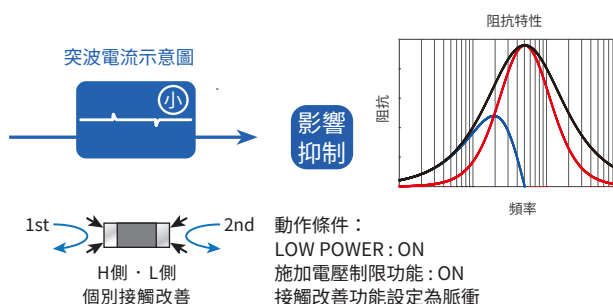 突波電流示意圖
小
影響
抑制
阻抗特性
阻抗
頻率
1st
2nd
H側・L側
個別接觸改善
動作條件：
LOW POWER : ON
施加電壓制限功能 : ON
接觸改善功能設定為脈衝